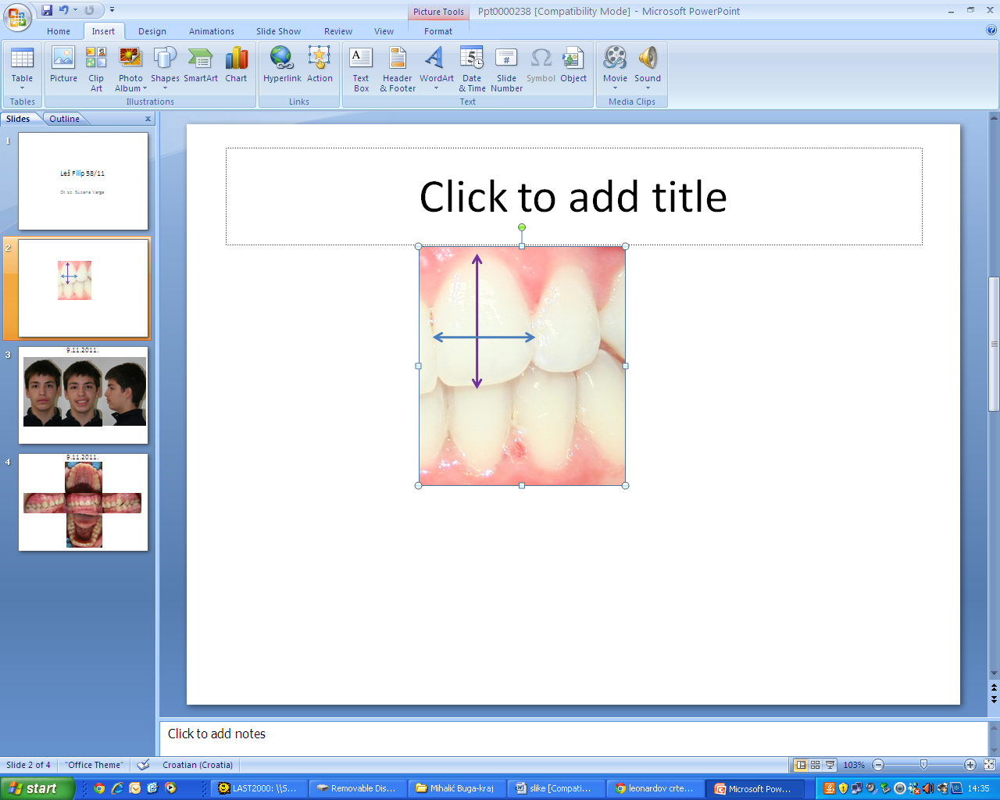 Picture Tools
Ppt0000238 [Compatibility Mode] - Microsoft PowerPoint
Home Insert Design Animations Slide Show Review View Format
Table
Picture
Clip
Art
Photo
Album
Shapes
SmartArt
Chart
Hyperlink
Action
Text
Box
Header
& Footer
WordArt
Date
& Time
Slide
Number
Symbol
Object
Movie
Sound
Tables
Illustrations
Links
Text
Media Clips
Slides
Outline
1
Leš Filip 58/11
Dr. sc. Suzana Varga
2
3
9.11.2011.
4
9.11.2011.
Click to add title
Click to add notes
Slide 2 of 4
"Office Theme"
Croatian (Croatia)
103%
start
LAST2000: \\S...
Removable Dis...
Mihalić Buga-kraj
slike [Compati...
leonardov crte...
Microsoft Pow...
14:35